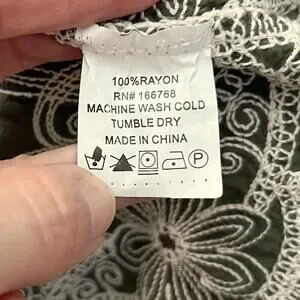 100%RAYON
RN# 166768
MACHINE WASH COLD
TUMBLE DRY
MADE IN CHINA
P